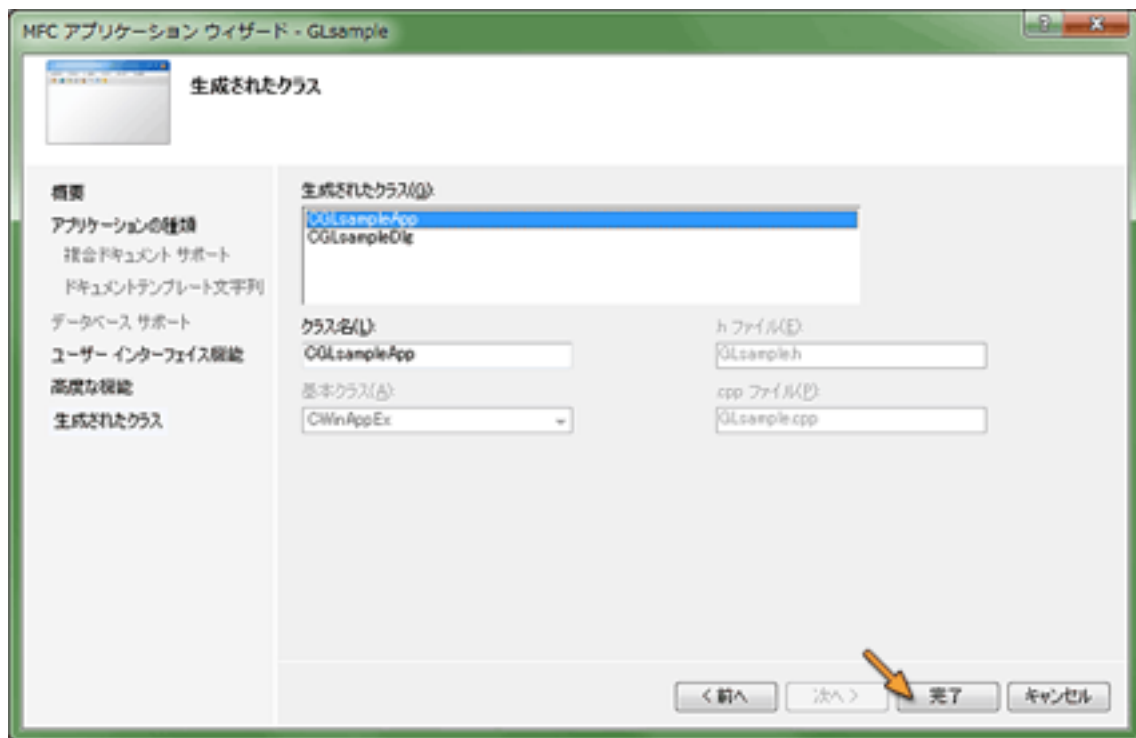 MFC アプリケーション ウィザード - GLsample
生成されたクラス
概要
アプリケーションの種類
複合ドキュメント サポート
ドキュメントテンプレート文字列
データベース サポート
ユーザー インターフェイス機能
高度な機能
生成されたクラス
生成されたクラス(G):
CGLsampleApp
CGLsampleDlg
クラス名(L):
CGLsampleApp
h ファイル(E):
GLsample.h
基本クラス(A):
CWinAppEx
.cpp ファイル(P):
GLsample.cpp
< 前へ
次へ >
完了
キャンセル